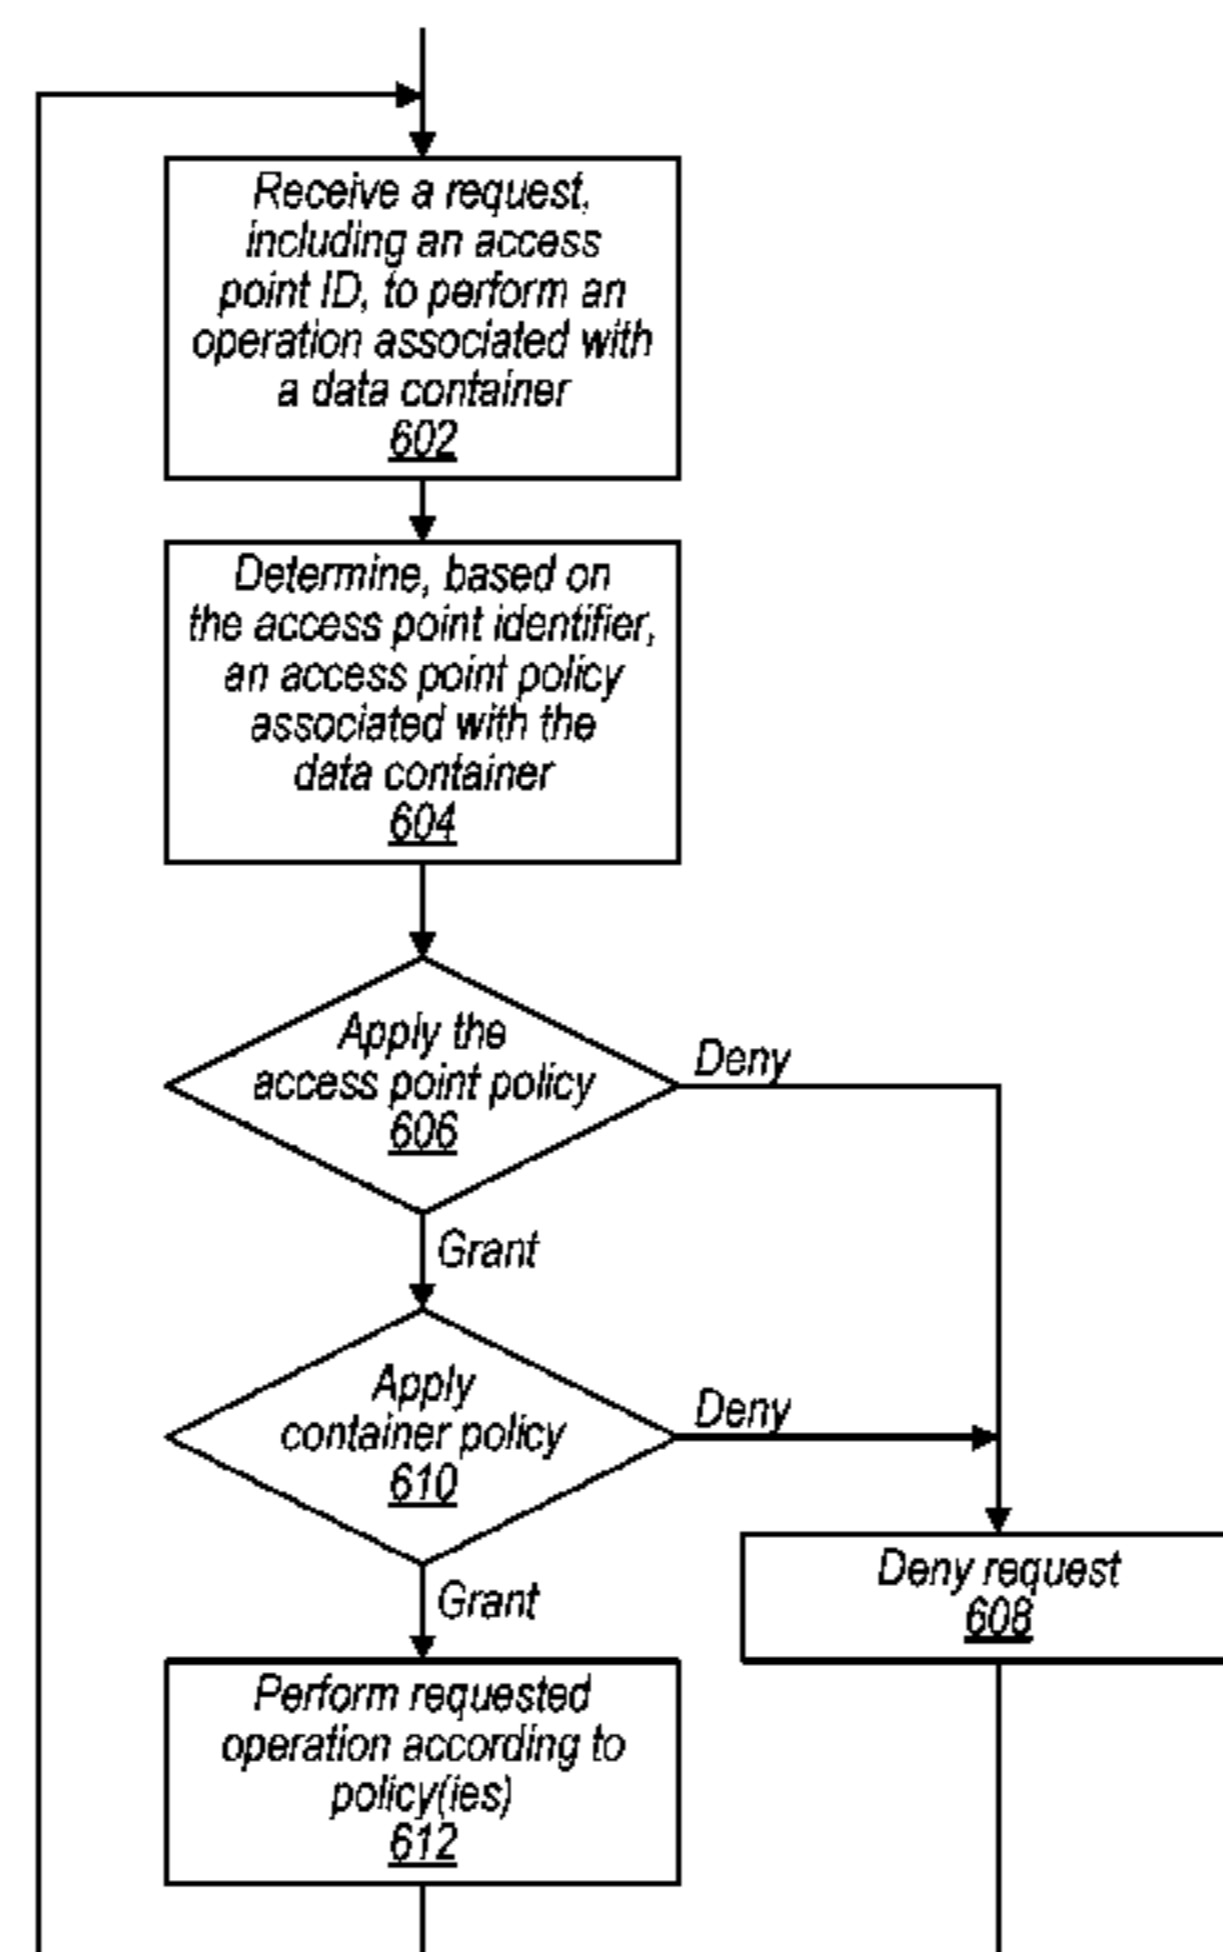 Receive a request,
including an access
point ID, to perform an
operation associated with
a data container
602
Determine, based on
the access point identifier,
an access point policy
associated with the
data container
604
Apply the
access point policy
606
Deny
Grant
Apply
container policy
610
Deny
Grant
Deny request
608
Perform requested
operation according to
policy(ies)
612